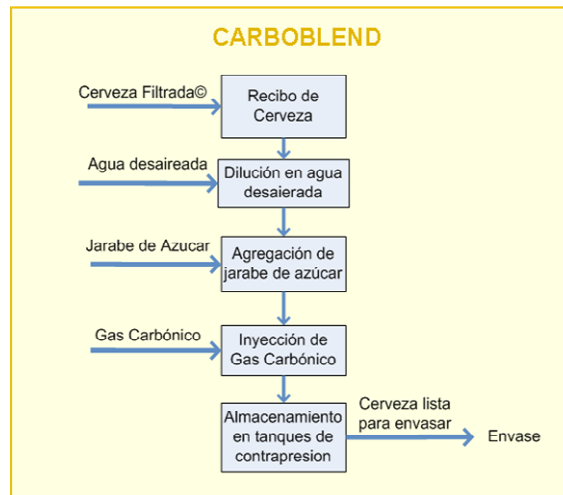 CARBOBLEND
Cerveza Filtrada©
Recibo de
Cerveza
Agua desaireada
Dilución en agua
desaierada
Jarabe de Azucar
Agregación de
jarabe de azúcar
Gas Carbónico
Inyección de
Gas Carbónico
Almacenamiento
en tanques de
contrapresion
Cerveza lista
para envasar
Envase